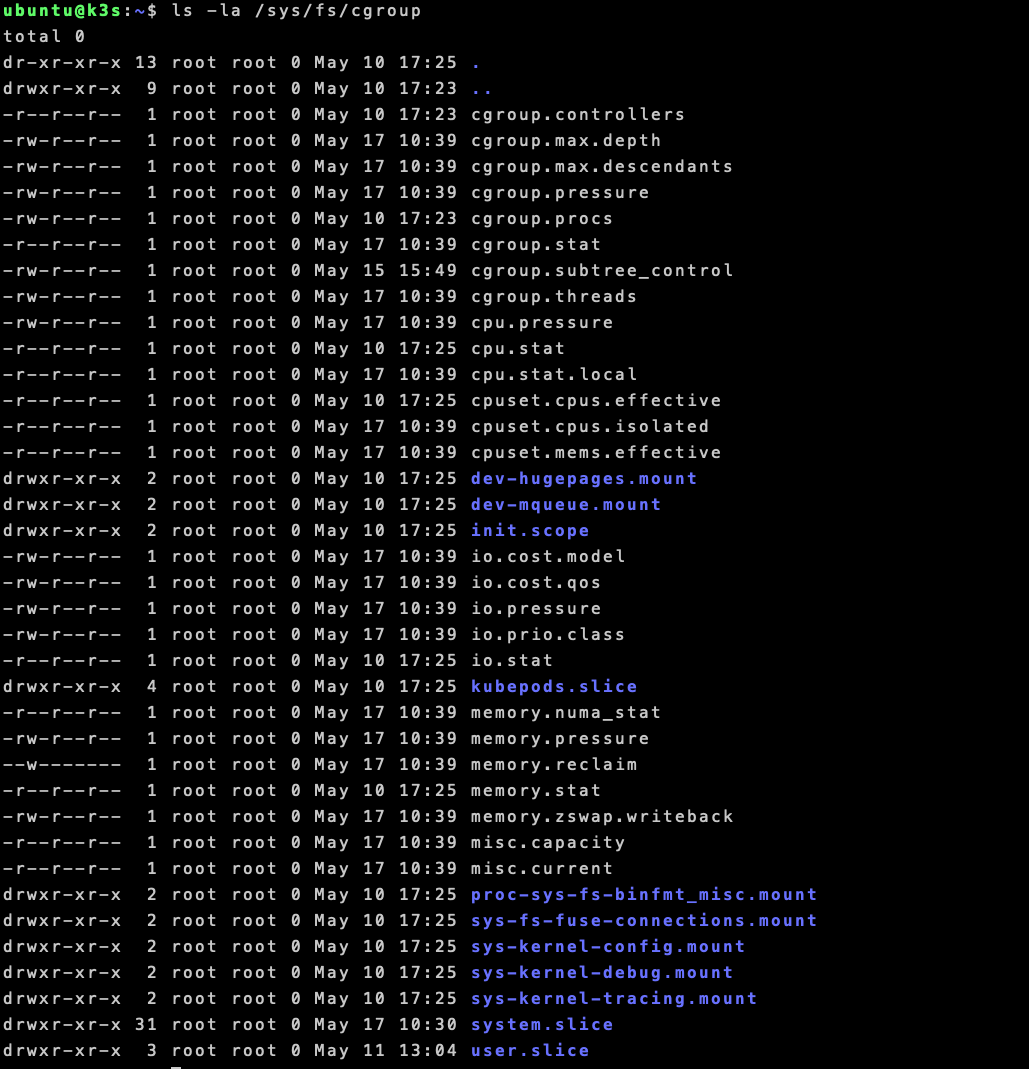 ubuntu@k3s:~$ ls -la /sys/fs/cgroup
total 0
dr-xr-xr-x 13 root root 0 May 10 17:25 .
drwxr-xr-x  9 root root 0 May 10 17:23 ..
-r--r--r--  1 root root 0 May 10 17:23 cgroup.controllers
-rw-r--r--  1 root root 0 May 17 10:39 cgroup.max.depth
-rw-r--r--  1 root root 0 May 17 10:39 cgroup.max.descendants
-rw-r--r--  1 root root 0 May 17 10:39 cgroup.pressure
-rw-r--r--  1 root root 0 May 10 17:23 cgroup.procs
-r--r--r--  1 root root 0 May 17 10:39 cgroup.stat
-rw-r--r--  1 root root 0 May 15 15:49 cgroup.subtree_control
-rw-r--r--  1 root root 0 May 17 10:39 cgroup.threads
-rw-r--r--  1 root root 0 May 17 10:39 cpu.pressure
-r--r--r--  1 root root 0 May 10 17:25 cpu.stat
-r--r--r--  1 root root 0 May 17 10:39 cpu.stat.local
-r--r--r--  1 root root 0 May 10 17:25 cpuset.cpus.effective
-r--r--r--  1 root root 0 May 17 10:39 cpuset.cpus.isolated
-r--r--r--  1 root root 0 May 17 10:39 cpuset.mems.effective
drwxr-xr-x  2 root root 0 May 10 17:25 dev-hugepages.mount
drwxr-xr-x  2 root root 0 May 10 17:25 dev-mqueue.mount
drwxr-xr-x  2 root root 0 May 10 17:25 init.scope
-rw-r--r--  1 root root 0 May 17 10:39 io.cost.model
-rw-r--r--  1 root root 0 May 17 10:39 io.cost.qos
-rw-r--r--  1 root root 0 May 17 10:39 io.pressure
-rw-r--r--  1 root root 0 May 17 10:39 io.prio.class
-r--r--r--  1 root root 0 May 10 17:25 io.stat
drwxr-xr-x  4 root root 0 May 10 17:25 kubepods.slice
-r--r--r--  1 root root 0 May 17 10:39 memory.numa_stat
-rw-r--r--  1 root root 0 May 17 10:39 memory.pressure
--w-------  1 root root 0 May 17 10:39 memory.reclaim
-r--r--r--  1 root root 0 May 10 17:25 memory.stat
-rw-r--r--  1 root root 0 May 17 10:39 memory.zswap.writeback
-r--r--r--  1 root root 0 May 17 10:39 misc.capacity
-r--r--r--  1 root root 0 May 17 10:39 misc.current
drwxr-xr-x  2 root root 0 May 10 17:25 proc-sys-fs-binfmt_misc.mount
drwxr-xr-x  2 root root 0 May 10 17:25 sys-fs-fuse-connections.mount
drwxr-xr-x  2 root root 0 May 10 17:25 sys-kernel-config.mount
drwxr-xr-x  2 root root 0 May 10 17:25 sys-kernel-debug.mount
drwxr-xr-x  2 root root 0 May 10 17:25 sys-kernel-tracing.mount
drwxr-xr-x 31 root root 0 May 17 10:30 system.slice
drwxr-xr-x  3 root root 0 May 11 13:04 user.slice